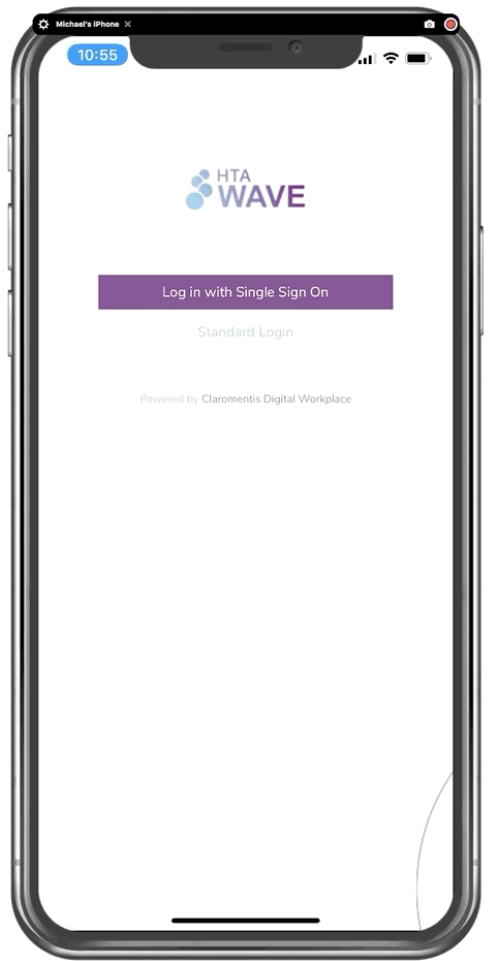 Michael's iPhone
10:55
HTA
WAVE
Log in with Single Sign On
Standard Login
Powered by Claromentis Digital Workplace